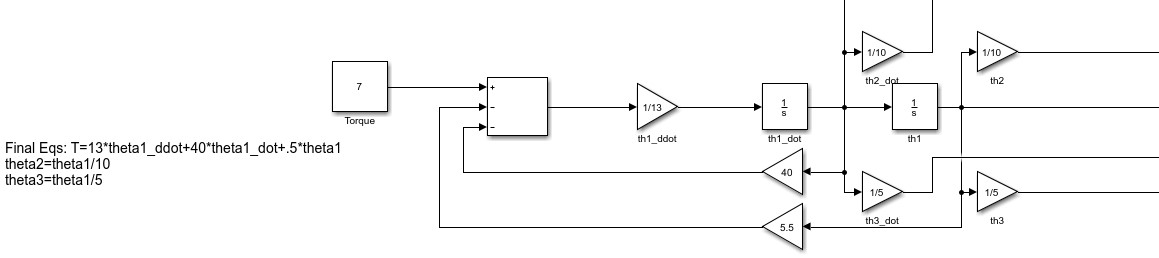 1/10
1/10
th2_dot
th2
7
+
−
−
Torque
1/13
th1_ddot
1
s
th1_dot
1
s
th1
Final Eqs: T=13*theta1_ddot+40*theta1_dot+.5*theta1
theta2=theta1/10
theta3=theta1/5
40
1/5
th3_dot
1/5
th3
5.5